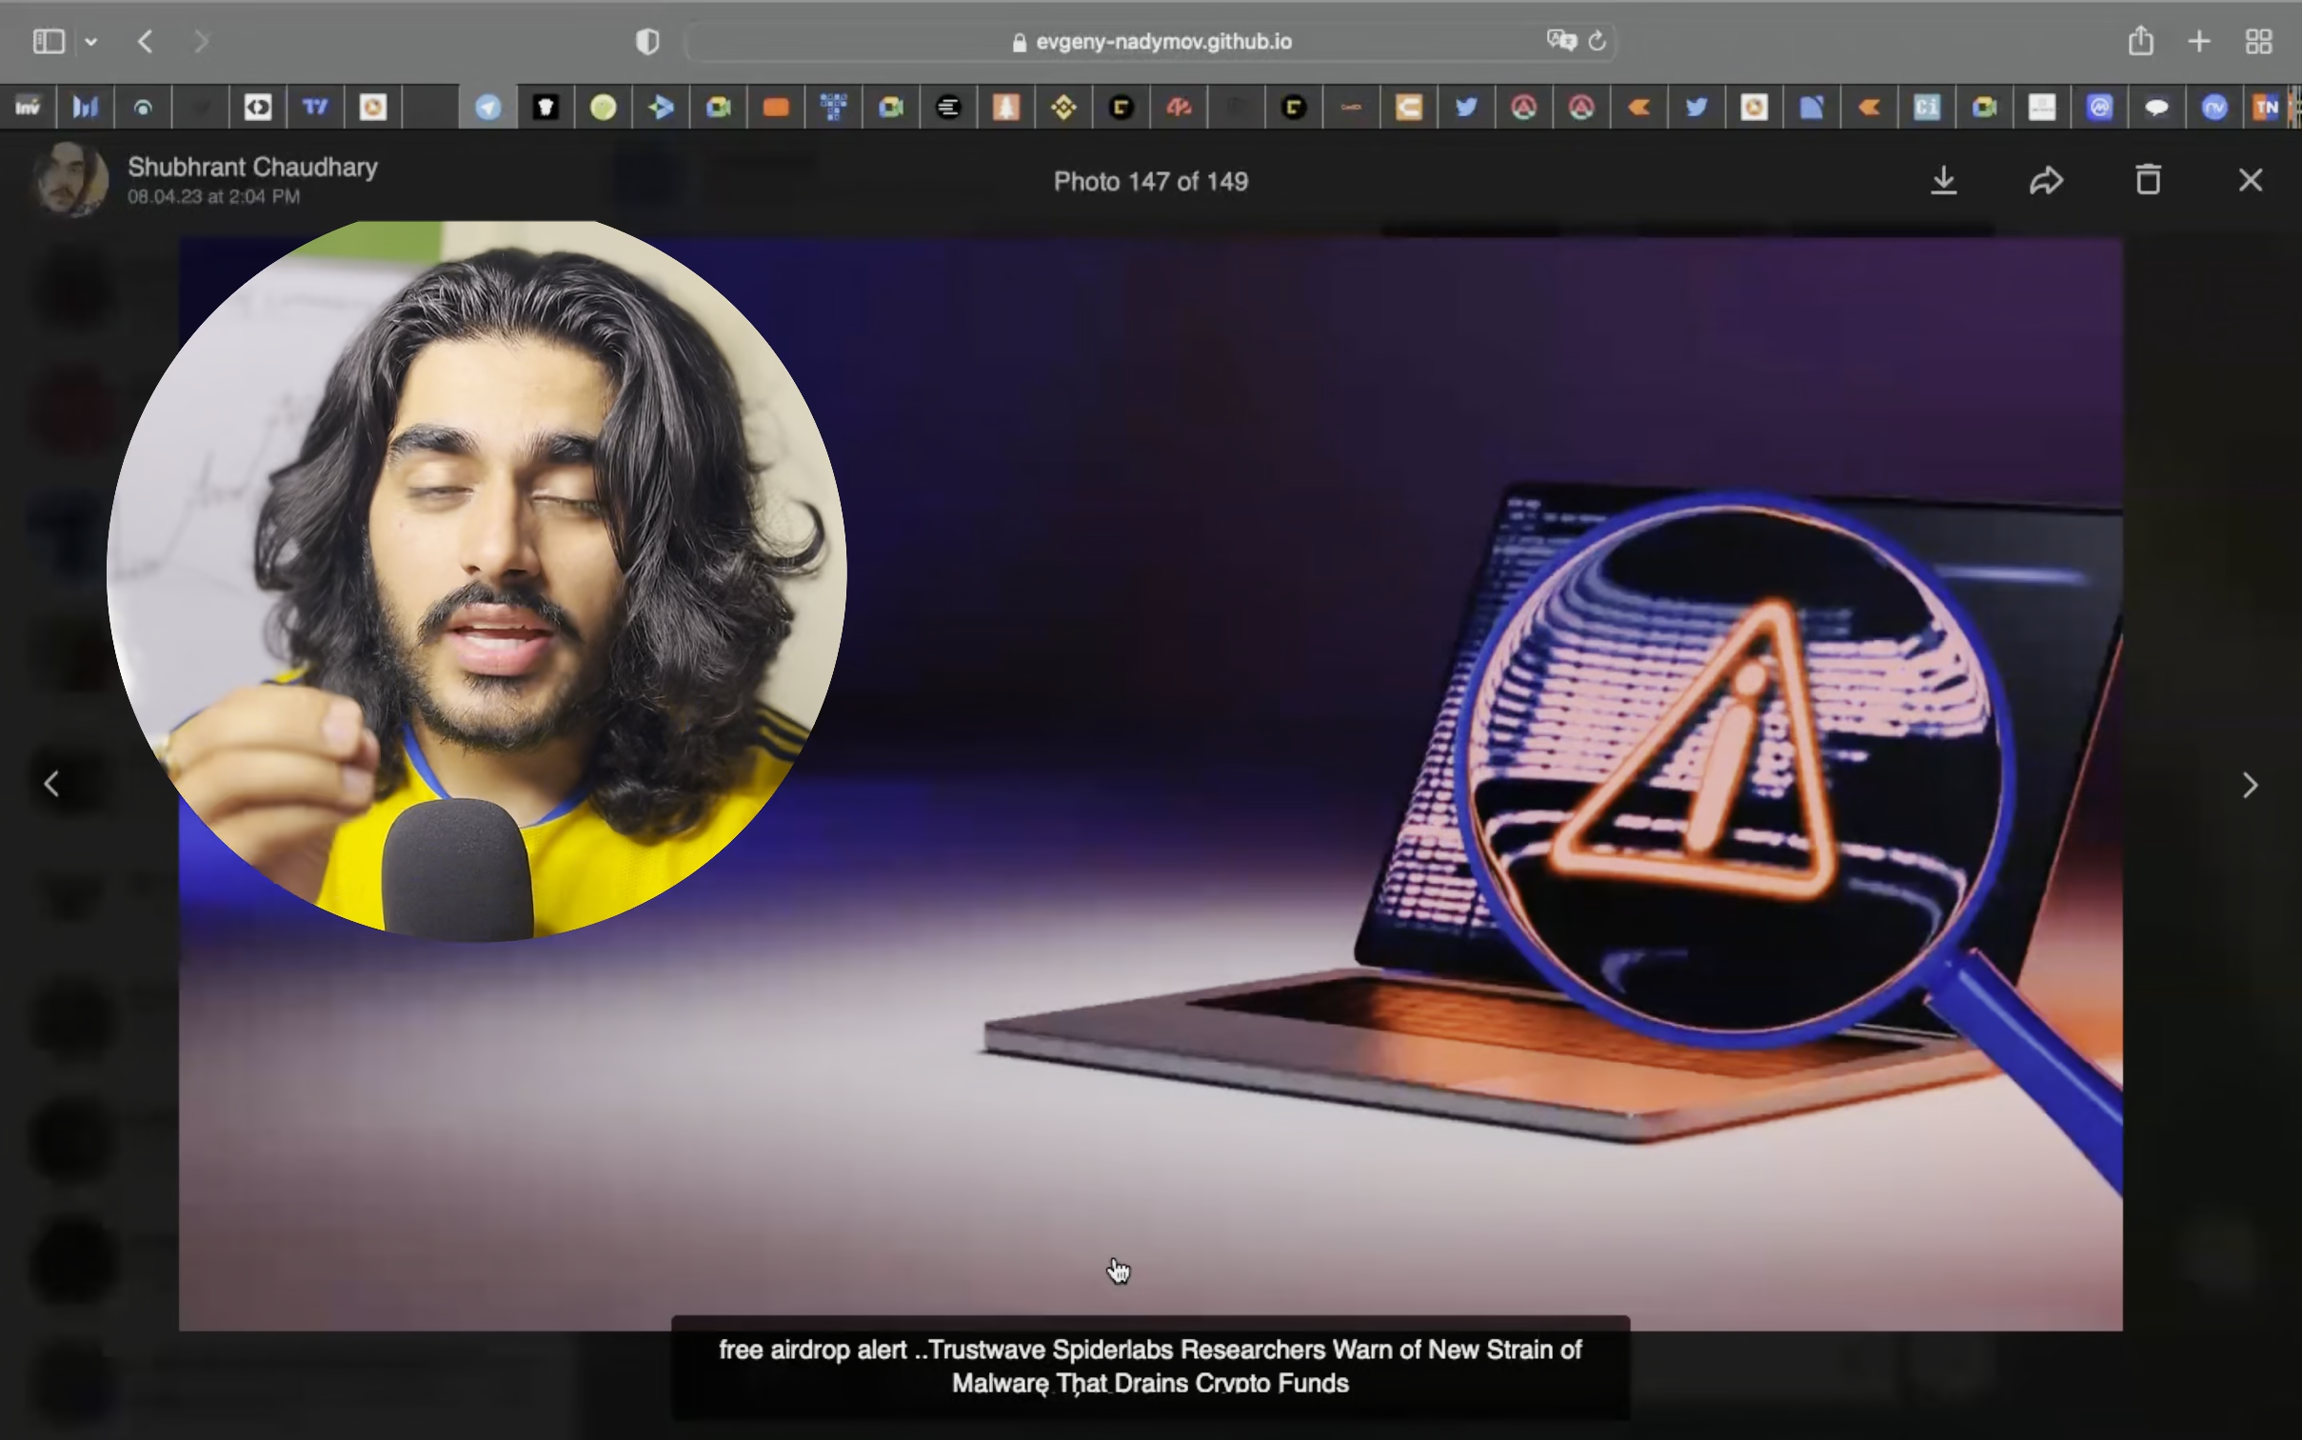 evgeny-nadymov.github.io
Shubhrant Chaudhary
08.04.23 at 2:04 PM
Photo 147 of 149
free airdrop alert ..Trustwave Spiderlabs Researchers Warn of New Strain of
Malware That Drains Crypto Funds